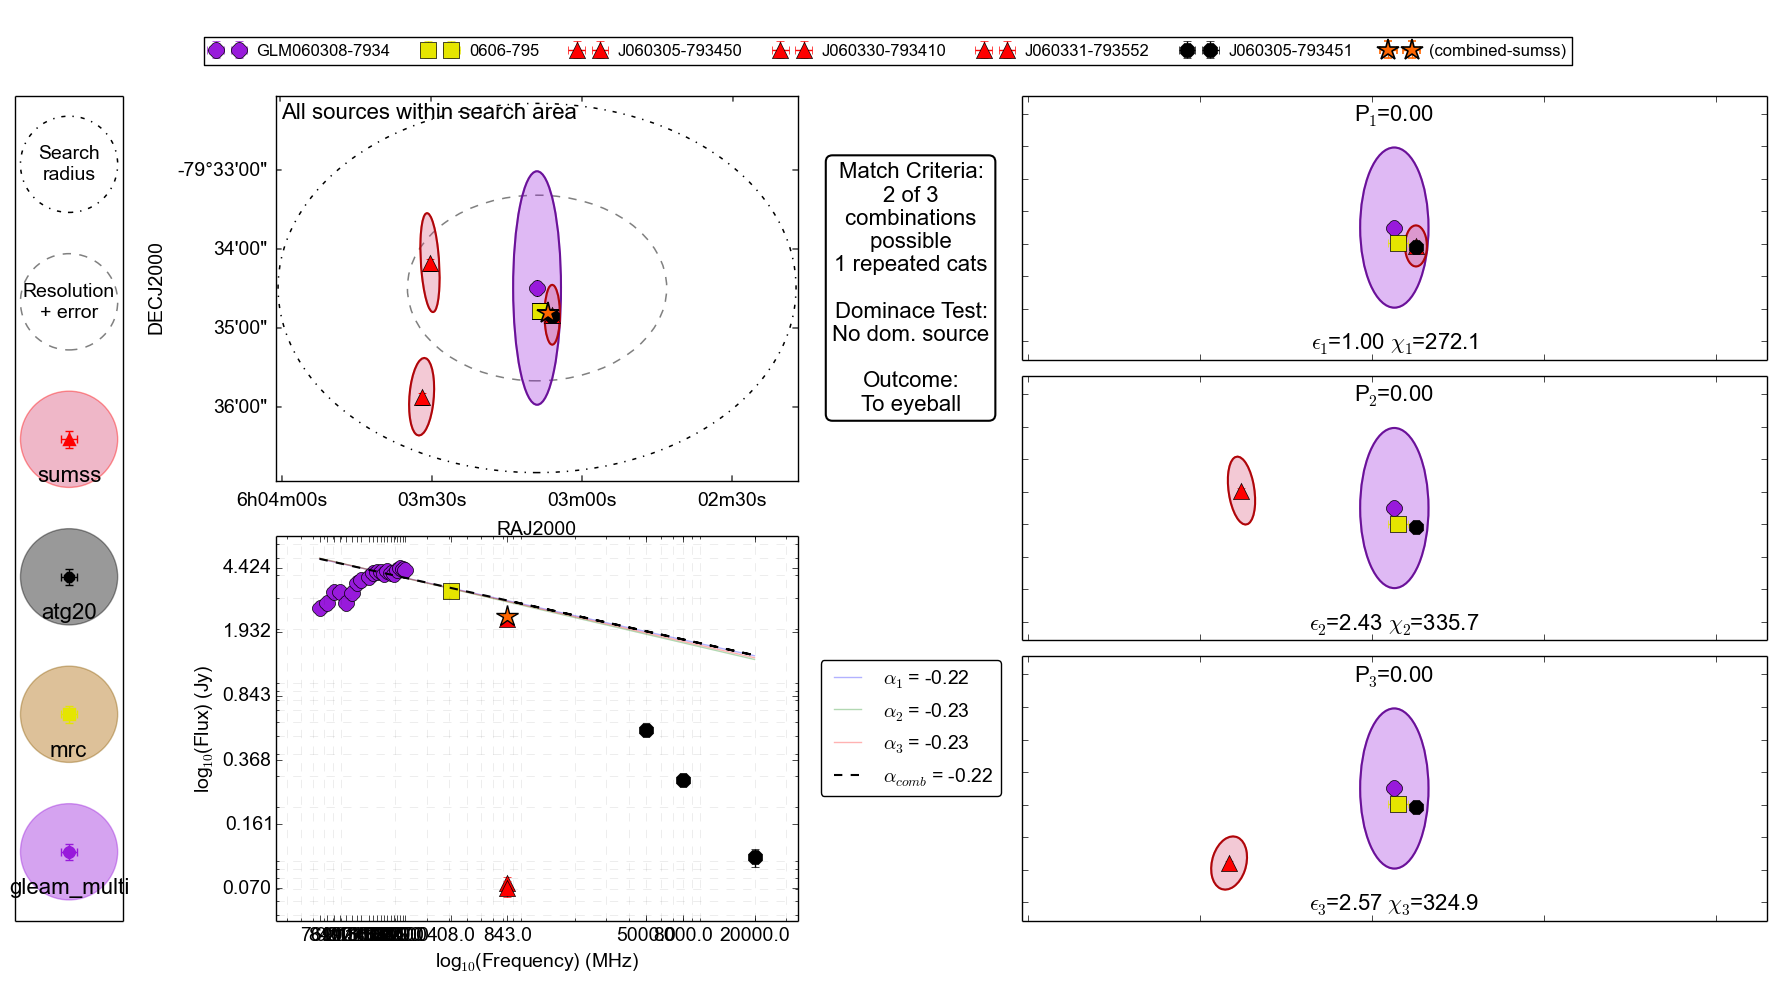 GLM060308-7934 0606-795 J060305-793450 J060330-793410 J060331-793552 J060305-793451 (combined-sumss)
Search
radius
Resolution
+ error
sumss
atg20
mrc
gleam_multi
All sources within search area
DECJ2000
-79°33'00"
34'00"
35'00"
36'00"
6h04m00s 03m30s 03m00s 02m30s
RAJ2000
Match Criteria:
2 of 3
combinations
possible
1 repeated cats
Dominace Test:
No dom. source
Outcome:
To eyeball
log10(Flux) (Jy)
4.424
1.932
0.843
0.368
0.161
0.070
408.0 843.0 5000.0 8000.0 20000.0
log10(Frequency) (MHz)
α1 = -0.22
α2 = -0.23
α3 = -0.23
αcomb = -0.22
P1=0.00
ϵ1=1.00 χ1=272.1
P2=0.00
ϵ2=2.43 χ2=335.7
P3=0.00
ϵ3=2.57 χ3=324.9